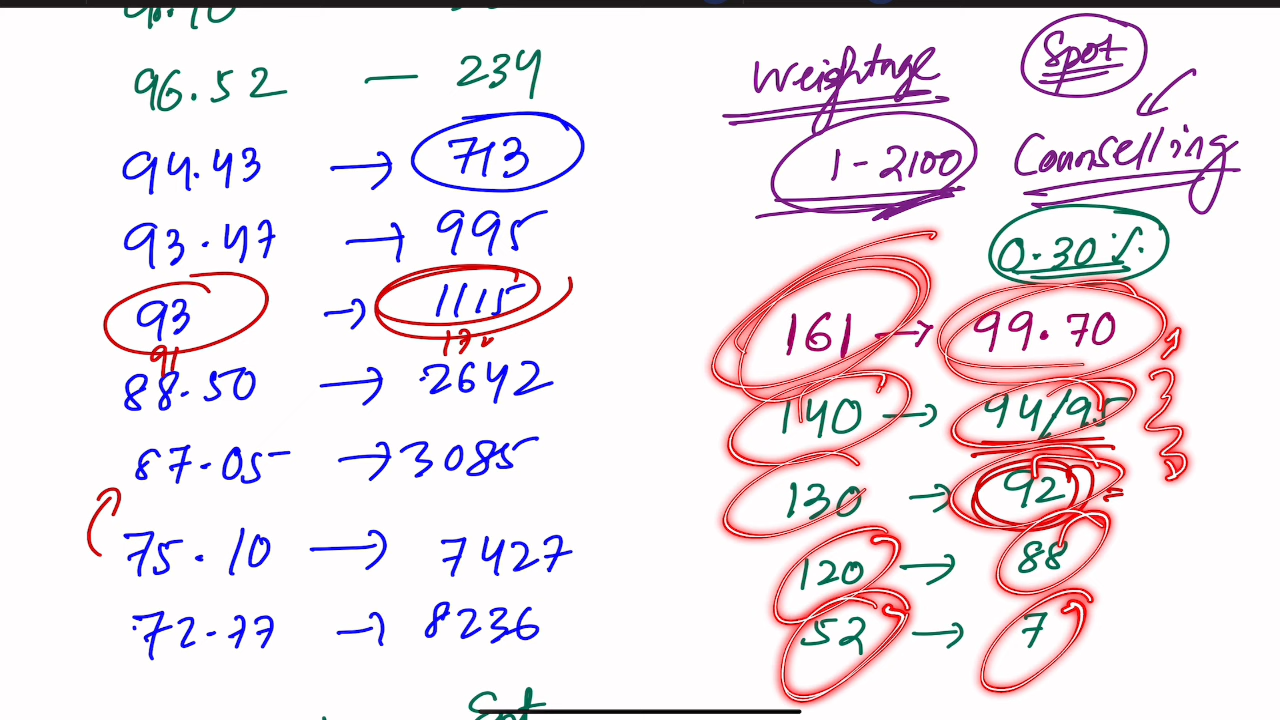 96.52 — 234
94.43 → 713
93.47 → 995
93 → 1115
91
88.50 → 2642
87.05 → 3085
75.10 → 7427
72.77 → 8236
Weightage
1-2100
Spot
Counselling
0.30%
161 → 99.70
140 → 94/95
130 → 92
120 → 88
52 → 7